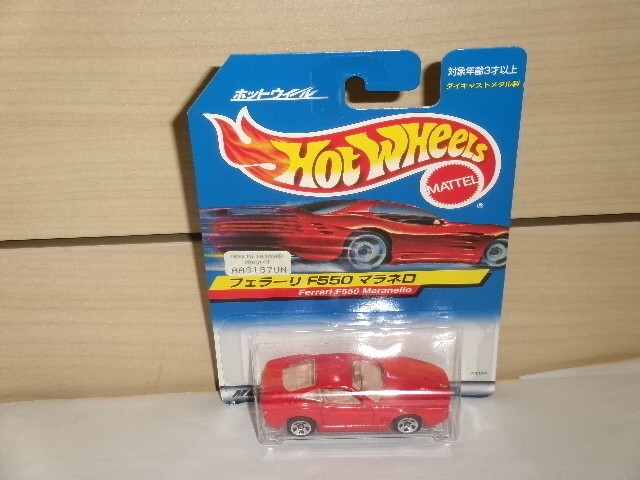 ホットウィール
対象年齢3才以上
ダイキャストメタル製
HOT WHEELS
MATTEL
®
AA6167UN
フェラーリ F550 マラネロ
Ferrari F550 Maranello